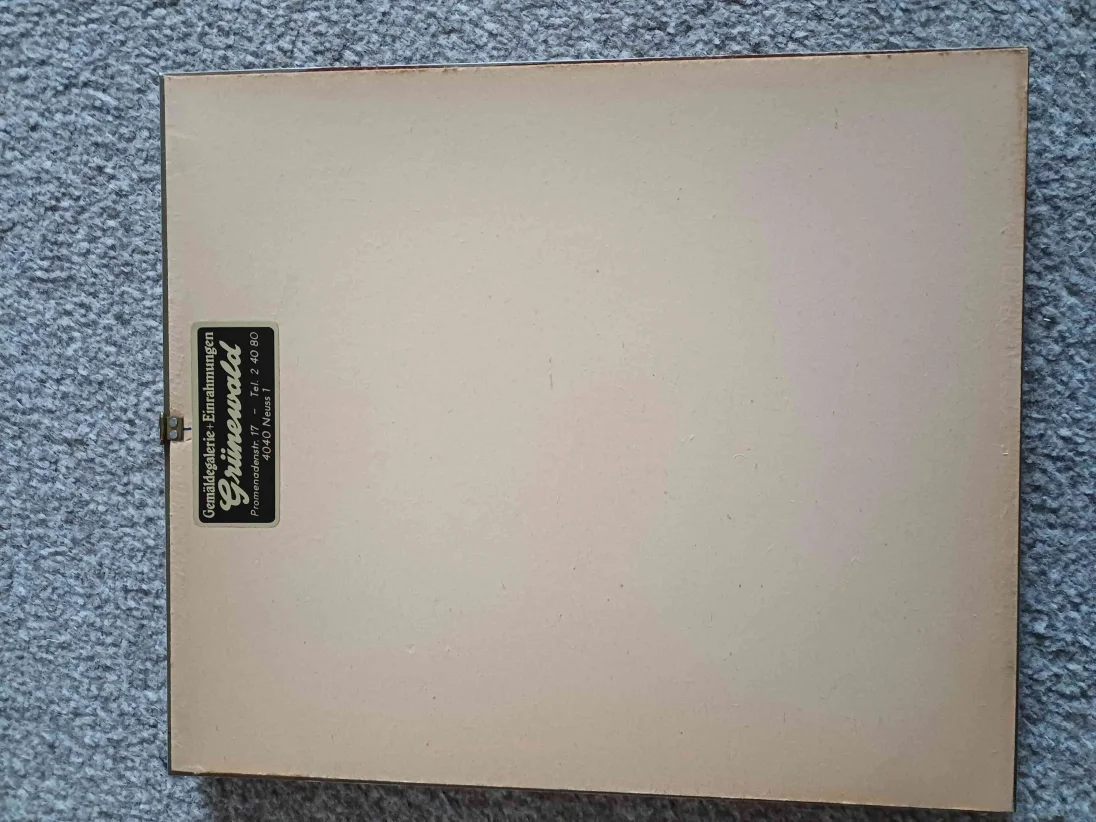 Gemäldegalerie + Einrahmungen
Grünewald
Promenadenstr. 17 – Tel. 2 40 80
4040 Neuss 1